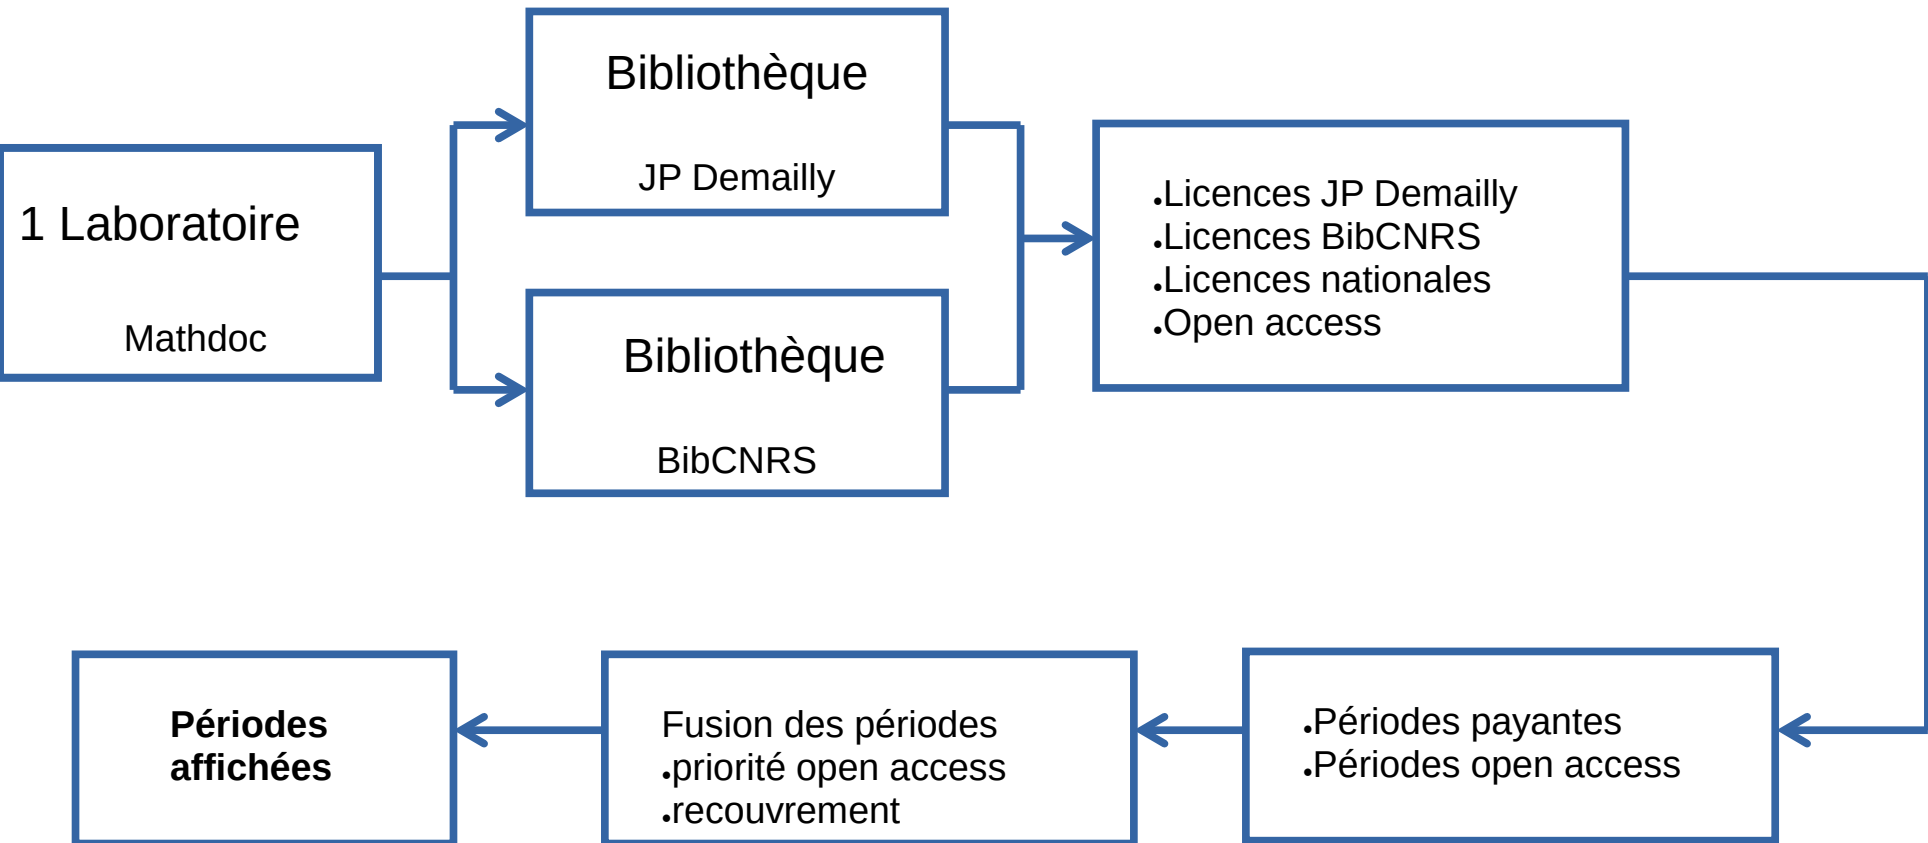 1 Laboratoire
Mathdoc
Bibliothèque
JP Demailly
Bibliothèque
BibCNRS
•Licences JP Demailly
•Licences BibCNRS
•Licences nationales
•Open access
•Périodes payantes
•Périodes open access
Fusion des périodes
•priorité open access
•recouvrement
Périodes
affichées